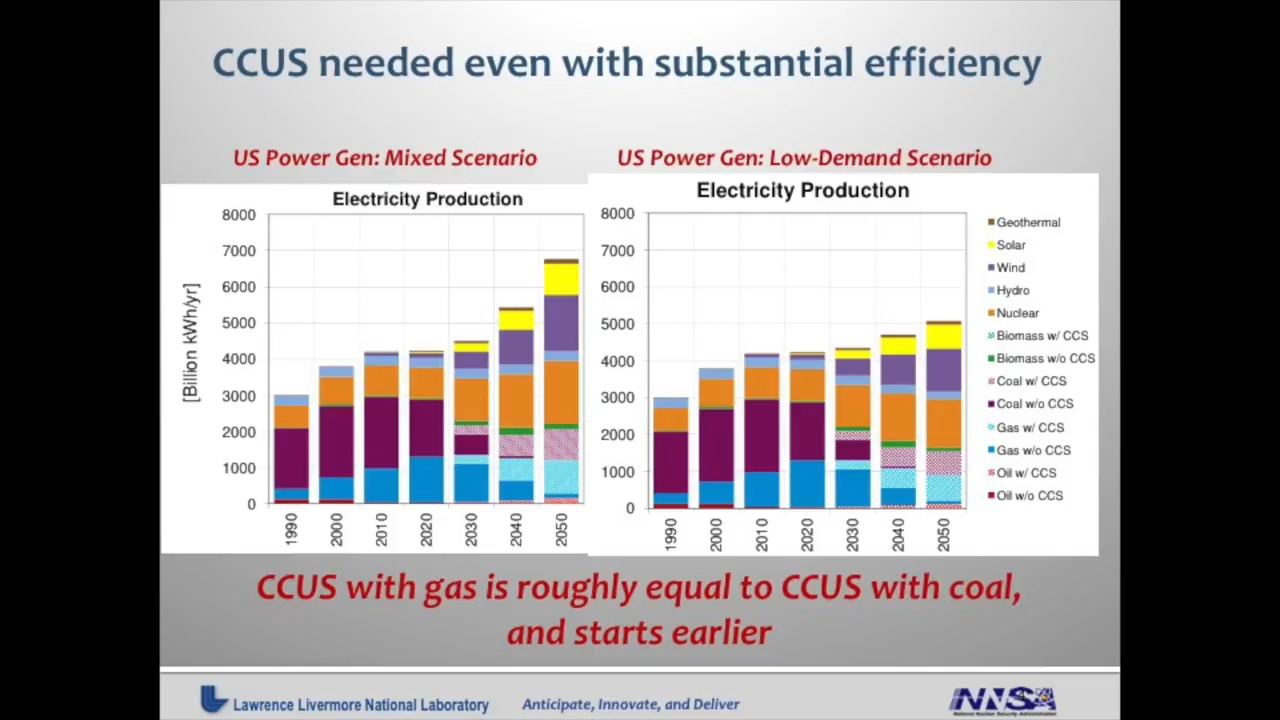 CCUS needed even with substantial efficiency
US Power Gen: Mixed Scenario
US Power Gen: Low-Demand Scenario
Electricity Production
[Billion kWh/yr]
8000
7000
6000
5000
4000
3000
2000
1000
0
1990
2000
2010
2020
2030
2040
2050
Electricity Production
8000
7000
6000
5000
4000
3000
2000
1000
0
1990
2000
2010
2020
2030
2040
2050
Geothermal
Solar
Wind
Hydro
Nuclear
Biomass w/ CCS
Biomass w/o CCS
Coal w/ CCS
Coal w/o CCS
Gas w/ CCS
Gas w/o CCS
Oil w/ CCS
Oil w/o CCS
CCUS with gas is roughly equal to CCUS with coal,
and starts earlier
Lawrence Livermore National Laboratory
Anticipate, Innovate, and Deliver
NNSA
National Nuclear Security Administration